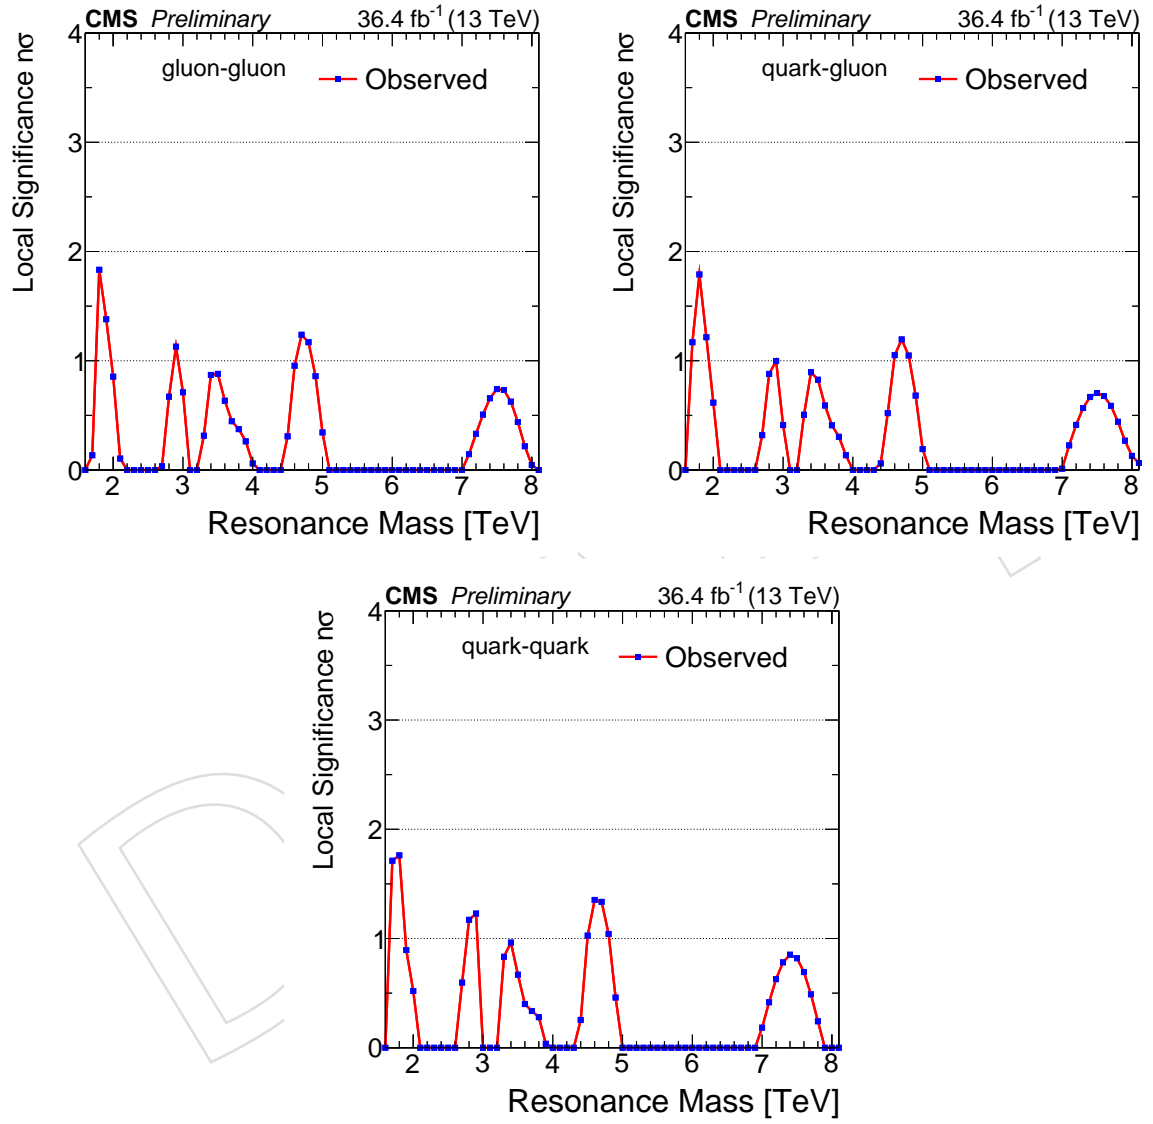 CMS Preliminary 36.4 fb⁻¹ (13 TeV)
gluon-gluon Observed
Local Significance nσ
4
3
2
1
0
2 3 4 5 6 7 8
Resonance Mass [TeV]
CMS Preliminary 36.4 fb⁻¹ (13 TeV)
quark-gluon Observed
Local Significance nσ
4
3
2
1
0
2 3 4 5 6 7 8
Resonance Mass [TeV]
CMS Preliminary 36.4 fb⁻¹ (13 TeV)
quark-quark Observed
Local Significance nσ
4
3
2
1
0
2 3 4 5 6 7 8
Resonance Mass [TeV]